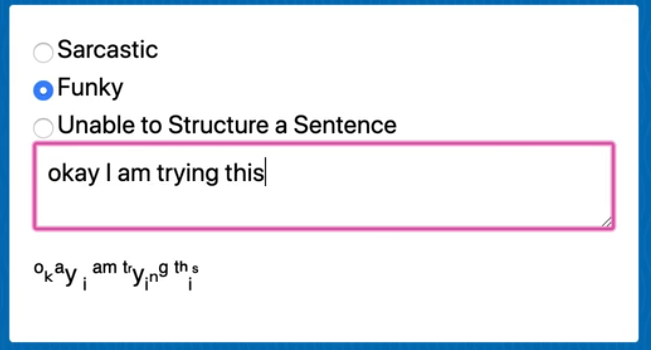 Sarcastic
Funky
Unable to Structure a Sentence
okay I am trying this
ᵒₖᵃy ᵢ ᵃᵐ ᵗʳyᵢₙᵍ ᵗʰᵢˢ